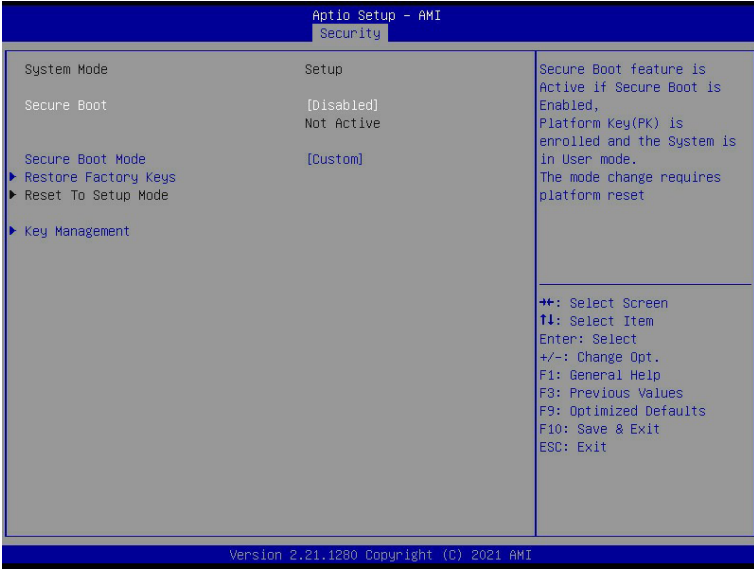 Aptio Setup - AMI
Security
System Mode Setup
Secure Boot [Disabled]
Not Active
Secure Boot Mode [Custom]
Restore Factory Keys
Reset To Setup Mode
Key Management
Secure Boot feature is
Active if Secure Boot is
Enabled,
Platform Key(PK) is
enrolled and the System is
in User mode.
The mode change requires
platform reset
→←: Select Screen
↑↓: Select Item
Enter: Select
+/-: Change Opt.
F1: General Help
F3: Previous Values
F9: Optimized Defaults
F10: Save & Exit
ESC: Exit
Version 2.21.1280 Copyright (C) 2021 AMI